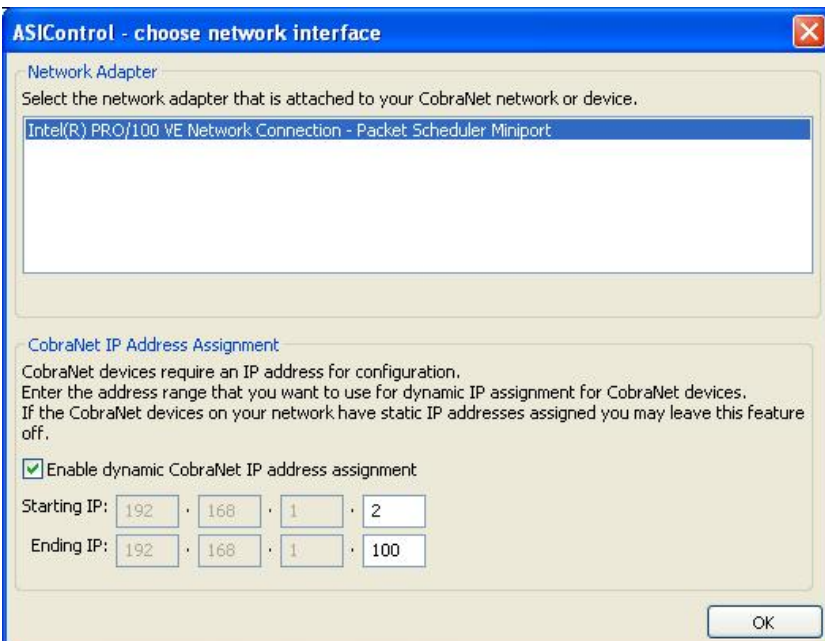 ASIControl - choose network interface
Network Adapter
Select the network adapter that is attached to your CobraNet network or device.
Intel(R) PRO/100 VE Network Connection - Packet Scheduler Miniport
CobraNet IP Address Assignment
CobraNet devices require an IP address for configuration.
Enter the address range that you want to use for dynamic IP assignment for CobraNet devices.
If the CobraNet devices on your network have static IP addresses assigned you may leave this feature
off.
Enable dynamic CobraNet IP address assignment
Starting IP: 192 . 168 . 1 . 2
Ending IP: 192 . 168 . 1 . 100
OK